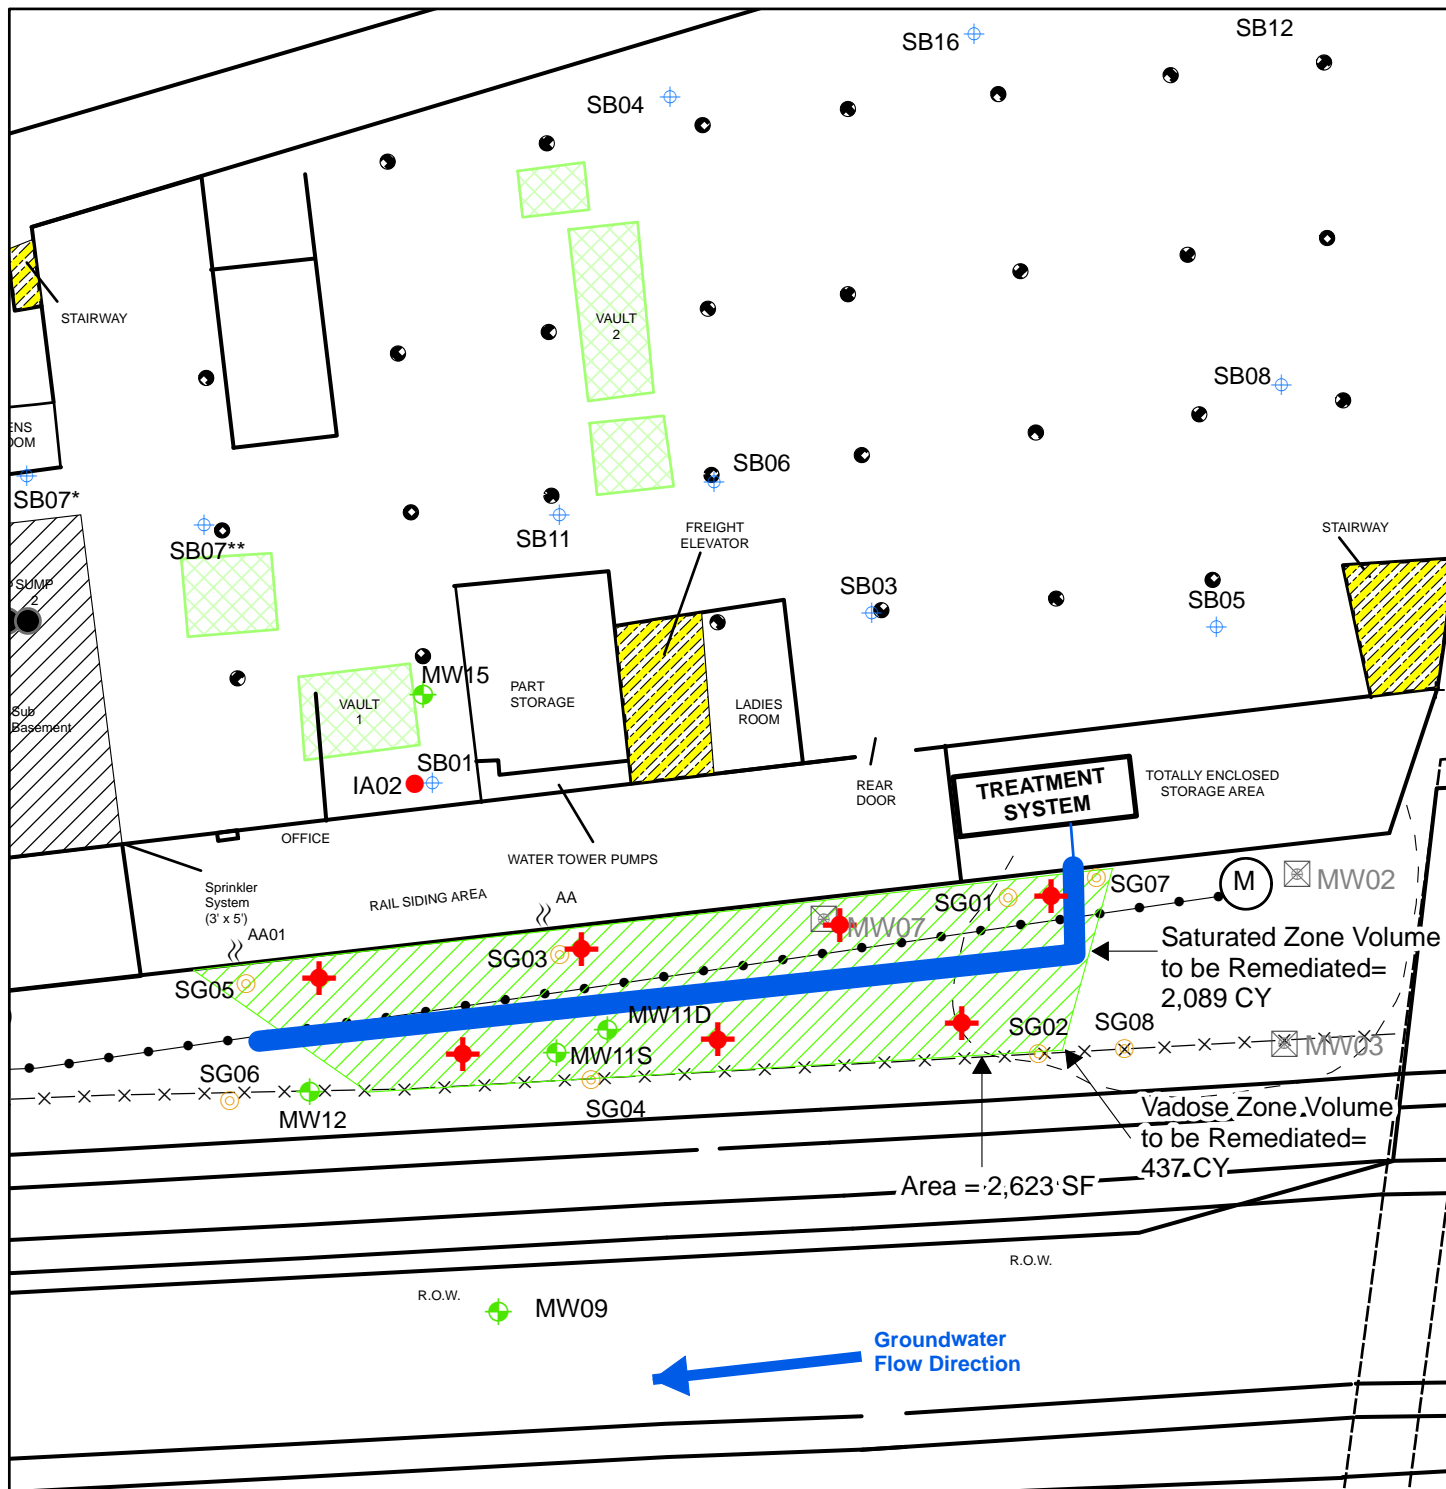 SB16
SB12
SB04
STAIRWAY
VAULT
2
SB08
ENS
OOM
SB07*
SB06
SB11
SB07**
FREIGHT
ELEVATOR
STAIRWAY
SUMP
2
SB03
SB05
MW15
PART
STORAGE
VAULT
1
LADIES
ROOM
Sub
Basement
SB01
IA02
REAR
DOOR
TREATMENT
SYSTEM
TOTALLY ENCLOSED
STORAGE AREA
OFFICE
WATER TOWER PUMPS
Sprinkler
System
(3' x 5')
RAIL SIDING AREA
AA
AA01
SG01
SG07
M
MW02
MW07
SG03
SG05
Saturated Zone Volume
to be Remediated=
2,089 CY
MW11D
MW11S
SG02
SG08
MW03
SG06
MW12
SG04
Vadose Zone Volume
to be Remediated=
437 CY
Area = 2,623 SF
R.O.W.
R.O.W.
MW09
Groundwater
Flow Direction